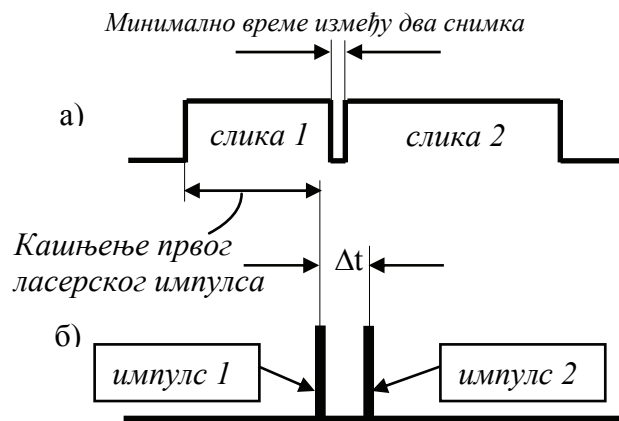 Минимално време између два снимка
а)
слика 1
слика 2
Кашњење првог
ласерског импулса
Δt
б)
импулс 1
импулс 2